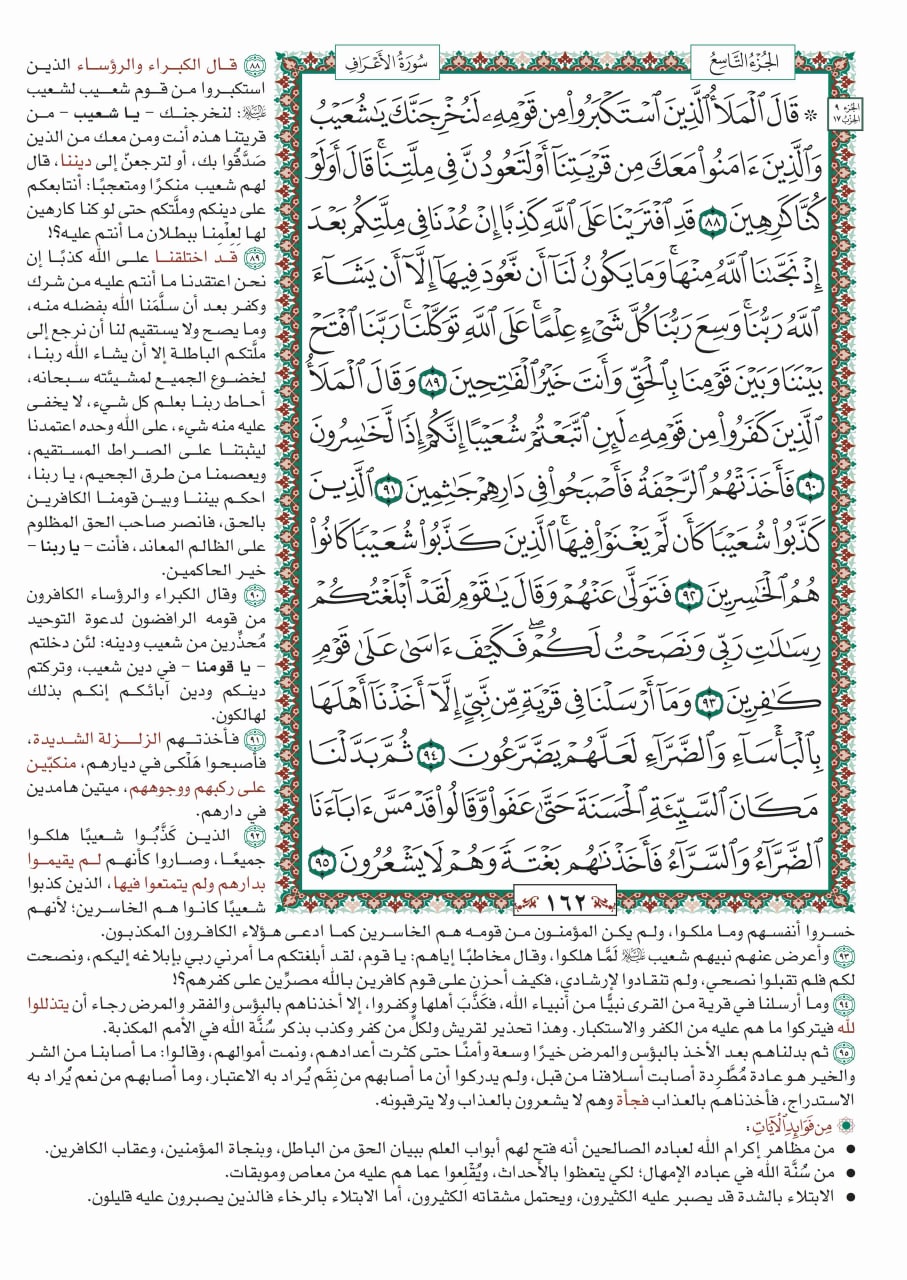 الجُزْءُ التَّاسِعُ
سُورَةُ الأَعْرَافِ
الجزء ٩
الحزب ١٧
۞ قَالَ ٱلْمَلَأُ ٱلَّذِينَ ٱسْتَكْبَرُوا۟ مِن قَوْمِهِۦ لَنُخْرِجَنَّكَ يَـٰشُعَيْبُ
وَٱلَّذِينَ ءَامَنُوا۟ مَعَكَ مِن قَرْيَتِنَآ أَوْ لَتَعُودُنَّ فِى مِلَّتِنَا ۚ قَالَ أَوَلَوْ
كُنَّا كَـٰرِهِينَ ٨٨ قَدِ ٱفْتَرَيْنَا عَلَى ٱللَّهِ كَذِبًا إِنْ عُدْنَا فِى مِلَّتِكُم بَعْدَ
إِذْ نَجَّىٰنَا ٱللَّهُ مِنْهَا ۚ وَمَا يَكُونُ لَنَآ أَن نَّعُودَ فِيهَآ إِلَّآ أَن يَشَآءَ
ٱللَّهُ رَبُّنَا ۚ وَسِعَ رَبُّنَا كُلَّ شَىْءٍ عِلْمًا ۚ عَلَى ٱللَّهِ تَوَكَّلْنَا ۚ رَبَّنَا ٱفْتَحْ
بَيْنَنَا وَبَيْنَ قَوْمِنَا بِٱلْحَقِّ وَأَنتَ خَيْرُ ٱلْفَـٰتِحِينَ ٨٩ وَقَالَ ٱلْمَلَأُ
ٱلَّذِينَ كَفَرُوا۟ مِن قَوْمِهِۦ لَئِنِ ٱتَّبَعْتُمْ شُعَيْبًا إِنَّكُمْ إِذًا لَّخَـٰسِرُونَ
٩٠ فَأَخَذَتْهُمُ ٱلرَّجْفَةُ فَأَصْبَحُوا۟ فِى دَارِهِمْ جَـٰثِمِينَ ٩١ ٱلَّذِينَ
كَذَّبُوا۟ شُعَيْبًا كَأَن لَّمْ يَغْنَوْا۟ فِيهَا ۚ ٱلَّذِينَ كَذَّبُوا۟ شُعَيْبًا كَانُوا۟
هُمُ ٱلْخَـٰسِرِينَ ٩٢ فَتَوَلَّىٰ عَنْهُمْ وَقَالَ يَـٰقَوْمِ لَقَدْ أَبْلَغْتُكُمْ
رِسَـٰلَـٰتِ رَبِّى وَنَصَحْتُ لَكُمْ ۖ فَكَيْفَ ءَاسَىٰ عَلَىٰ قَوْمٍ
كَـٰفِرِينَ ٩٣ وَمَآ أَرْسَلْنَا فِى قَرْيَةٍ مِّن نَّبِىٍّ إِلَّآ أَخَذْنَآ أَهْلَهَا
بِٱلْبَأْسَآءِ وَٱلضَّرَّآءِ لَعَلَّهُمْ يَضَّرَّعُونَ ٩٤ ثُمَّ بَدَّلْنَا
مَكَانَ ٱلسَّيِّئَةِ ٱلْحَسَنَةَ حَتَّىٰ عَفَوا۟ وَّقَالُوا۟ قَدْ مَسَّ ءَابَآءَنَا
ٱلضَّرَّآءُ وَٱلسَّرَّآءُ فَأَخَذْنَـٰهُم بَغْتَةً وَهُمْ لَا يَشْعُرُونَ ٩٥
١٦٢
٨٨ قال الكبراء والرؤساء الذين
استكبروا من قوم شعيب لشعيب
ﷺ: لنخرجنك - يا شعيب - من
قريتنا هذه أنت ومن معك من الذين
صَدَّقُوا بك، أو لترجعنّ إلى ديننا، قال
لهم شعيب منكرًا ومتعجبًا: أنتابعكم
على دينكم وملَّتكم حتى لو كنا كارهين
لها لعِلْمِنا ببطلان ما أنتم عليه؟!
٨٩ قد اختلقنا على الله كذبًا إن
نحن اعتقدنا ما أنتم عليه من شرك
وكفر بعد أن سلَّمَنا الله بفضله منه،
وما يصح ولا يستقيم لنا أن نرجع إلى
ملَّتكم الباطلة إلا أن يشاء الله ربنا،
لخضوع الجميع لمشيئته سبحانه،
أحاط ربنا بعلم كل شيء، لا يخفى
عليه منه شيء، على الله وحده اعتمدنا
ليثبتنا على الصراط المستقيم،
ويعصمنا من طرق الجحيم، يا ربنا،
احكم بيننا وبين قومنا الكافرين
بالحق، فانصر صاحب الحق المظلوم
على الظالم المعاند، فأنت - يا ربنا -
خير الحاكمين.
٩٠ وقال الكبراء والرؤساء الكافرون
من قومه الرافضون لدعوة التوحيد
مُحذِّرين من شعيب ودينه: لئن دخلتم
- يا قومنا - في دين شعيب، وتركتم
دينكم ودين آبائكم إنكم بذلك
لهالكون.
٩١ فأخذتهم الزلزلة الشديدة،
فأصبحوا هَلْكى في ديارهم، منكبّين
على ركبهم ووجوههم، ميتين هامدين
في دارهم.
٩٢ الذين كَذَّبُوا شعيبًا هلكوا
جميعًا، وصاروا كأنهم لم يقيموا
بدارهم ولم يتمتعوا فيها، الذين كذبوا
شعيبًا كانوا هم الخاسرين؛ لأنهم
خسروا أنفسهم وما ملكوا، ولم يكن المؤمنون من قومه هم الخاسرين كما ادعى هؤلاء الكافرون المكذبون.
٩٣ وأعرض عنهم نبيهم شعيب ﷺ لَمَّا هلكوا، وقال مخاطبًا إياهم: يا قوم، لقد أبلغتكم ما أمرني ربي بإبلاغه إليكم، ونصحت
لكم فلم تقبلوا نصحي، ولم تنقادوا لإرشادي، فكيف أحزن على قوم كافرين بالله مصرِّين على كفرهم؟!
٩٤ وما أرسلنا في قرية من القرى نبيًّا من أنبياء الله، فكَذَّبَ أهلها وكفروا، إلا أخذناهم بالبؤس والفقر والمرض رجاء أن يتذللوا
لله فيتركوا ما هم عليه من الكفر والاستكبار. وهذا تحذير لقريش ولكلِّ من كفر وكذب بذكر سُنَّة الله في الأمم المكذبة.
٩٥ ثم بدلناهم بعد الأخذ بالبؤس والمرض خيرًا وسعة وأمنًا حتى كثرت أعدادهم، ونمت أموالهم، وقالوا: ما أصابنا من الشر
والخير هو عادة مُطَّرِدة أصابت أسلافنا من قبل، ولم يدركوا أن ما أصابهم من نِقَم يُراد به الاعتبار، وما أصابهم من نعم يُراد به
الاستدراج، فأخذناهم بالعذاب فجأة وهم لا يشعرون بالعذاب ولا يترقبونه.
مِن فَوَائِدِ الآيَاتِ:
• من مظاهر إكرام الله لعباده الصالحين أنه فتح لهم أبواب العلم ببيان الحق من الباطل، وبنجاة المؤمنين، وعقاب الكافرين.
• من سُنَّة الله في عباده الإمهال؛ لكي يتعظوا بالأحداث، ويُقْلِعوا عما هم عليه من معاص وموبقات.
• الابتلاء بالشدة قد يصبر عليه الكثيرون، ويحتمل مشقاته الكثيرون، أما الابتلاء بالرخاء فالذين يصبرون عليه قليلون.